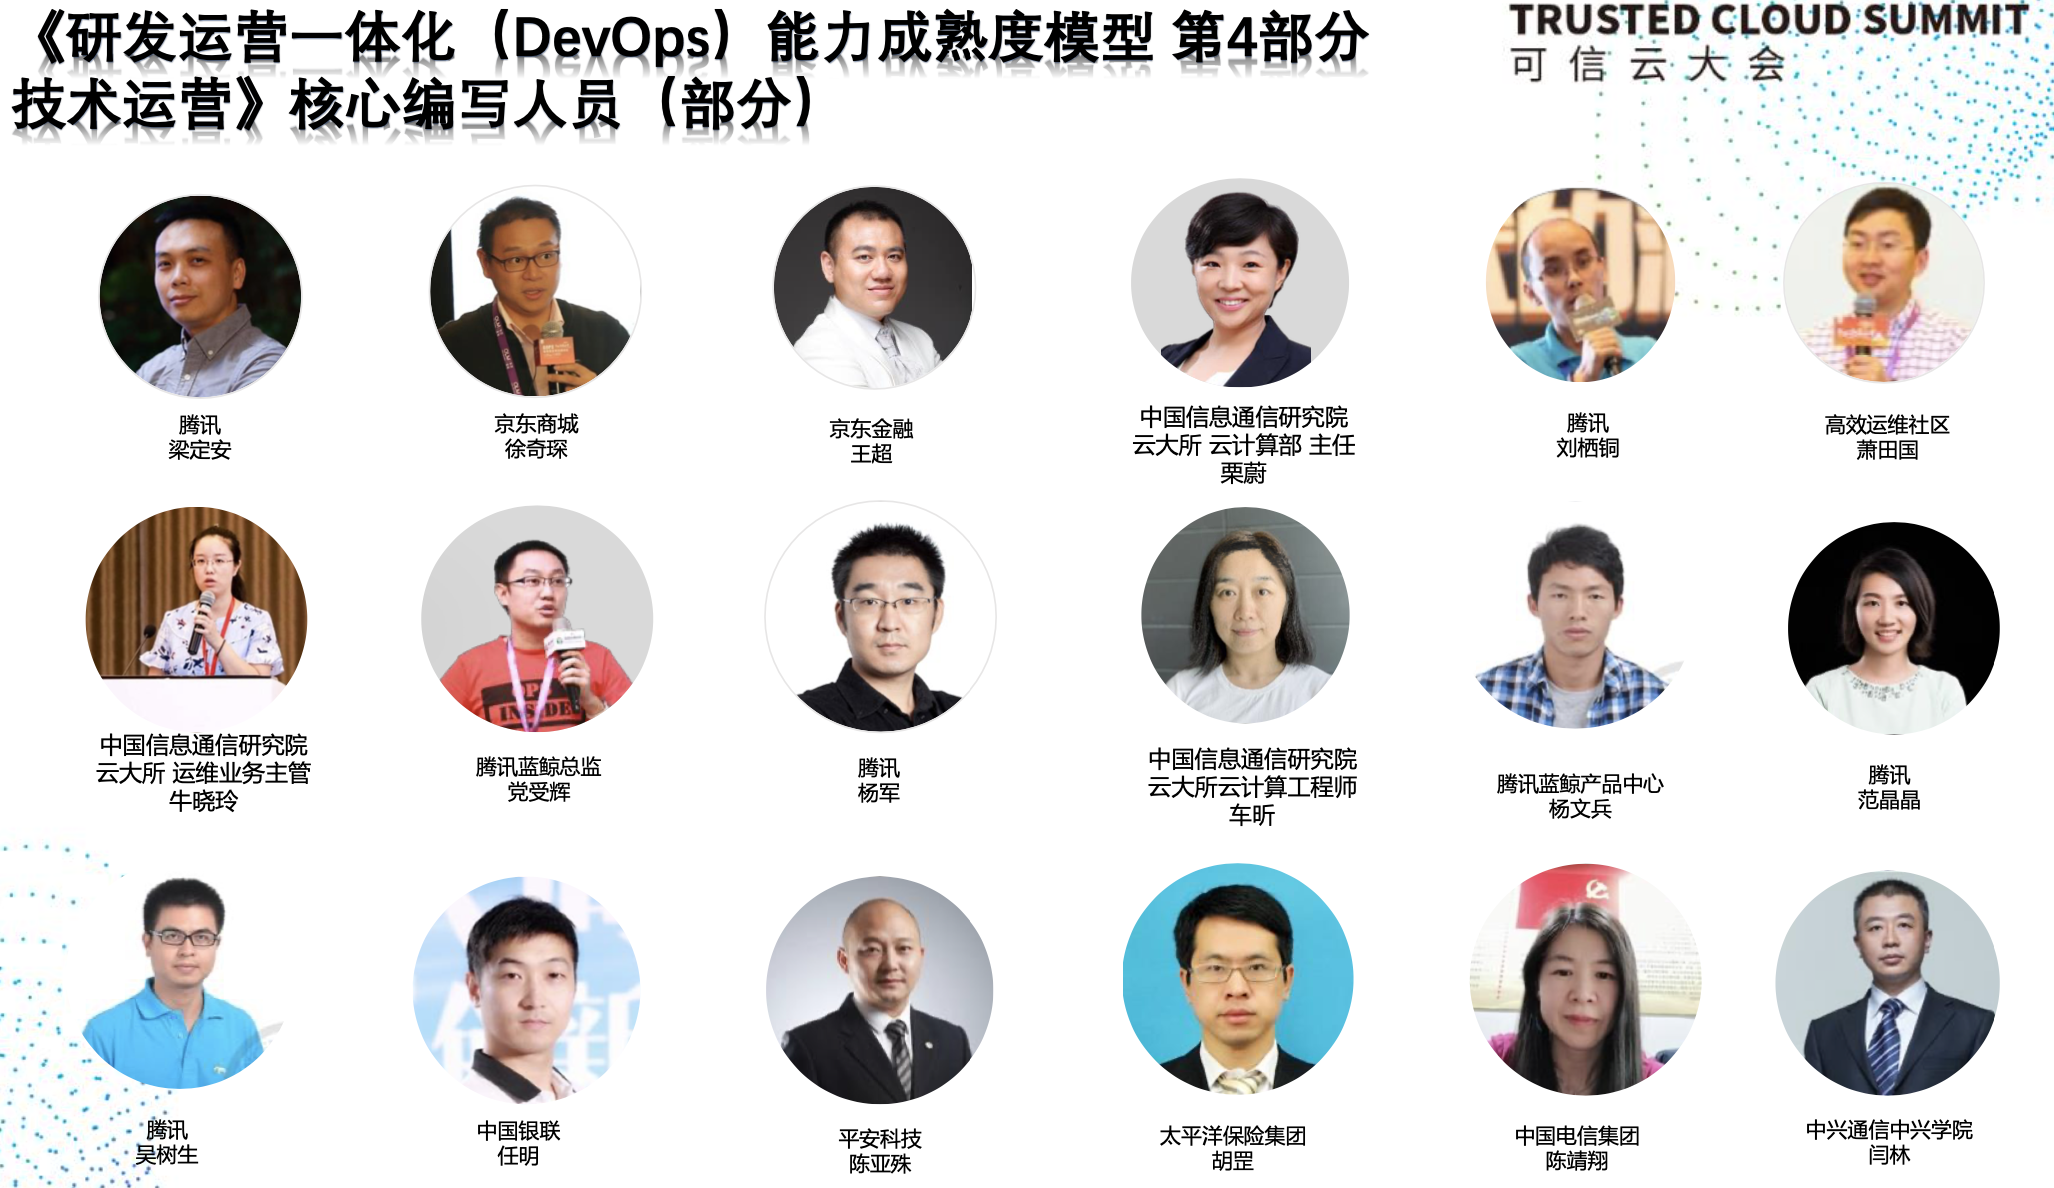 《研发运营一体化（DevOps）能力成熟度模型 第4部分
技术运营》核心编写人员（部分）
TRUSTED CLOUD SUMMIT
可信云大会
腾讯
梁定安
京东商城
徐奇琛
京东金融
王超
中国信息通信研究院
云大所 云计算部 主任
栗蔚
腾讯
刘栖铜
高效运维社区
萧田国
中国信息通信研究院
云大所 运维业务主管
牛晓玲
腾讯蓝鲸总监
党受辉
腾讯
杨军
中国信息通信研究院
云大所云计算工程师
车昕
腾讯蓝鲸产品中心
杨文兵
腾讯
范晶晶
腾讯
吴树生
中国银联
任明
平安科技
陈亚殊
太平洋保险集团
胡罡
中国电信集团
陈靖翔
中兴通信中兴学院
闫林